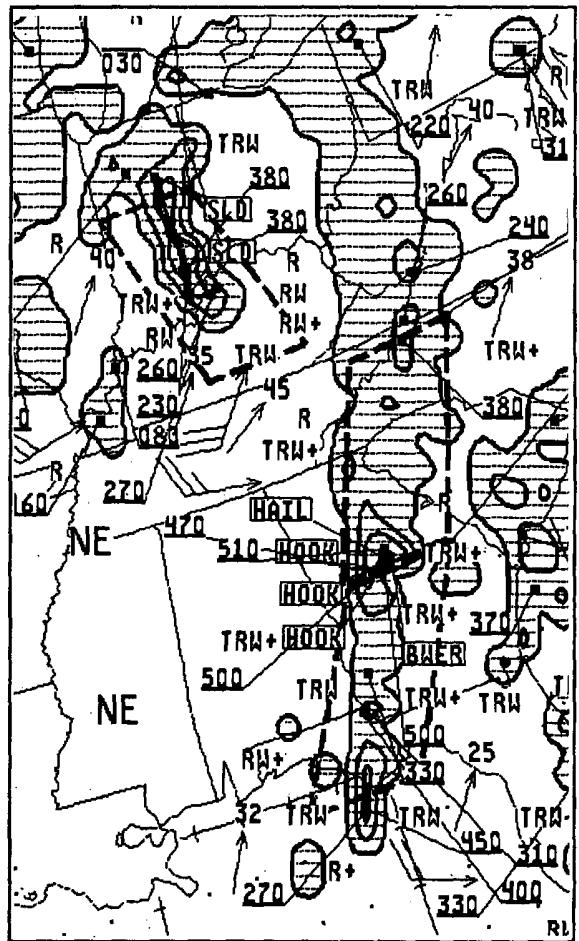 030
TRW
R
TRW
40
220
31
TRW
380
SLD
260
380
240
SLD
R
38
R
40
TRW+
RW
RW
RW+
TRW+
35
TRW
260
45
230
R
380
080
TRW+
R
160
270
R
HAIL
NE
470
510
HOOK
TRW+
HOOK
TRW+
370
TRW+
HOOK
BWER
500
TRW
TRW+
TRW
NE
500
25
RW+
330
32
TRW-
TRW
TRW
450
310
R+
270
330
400